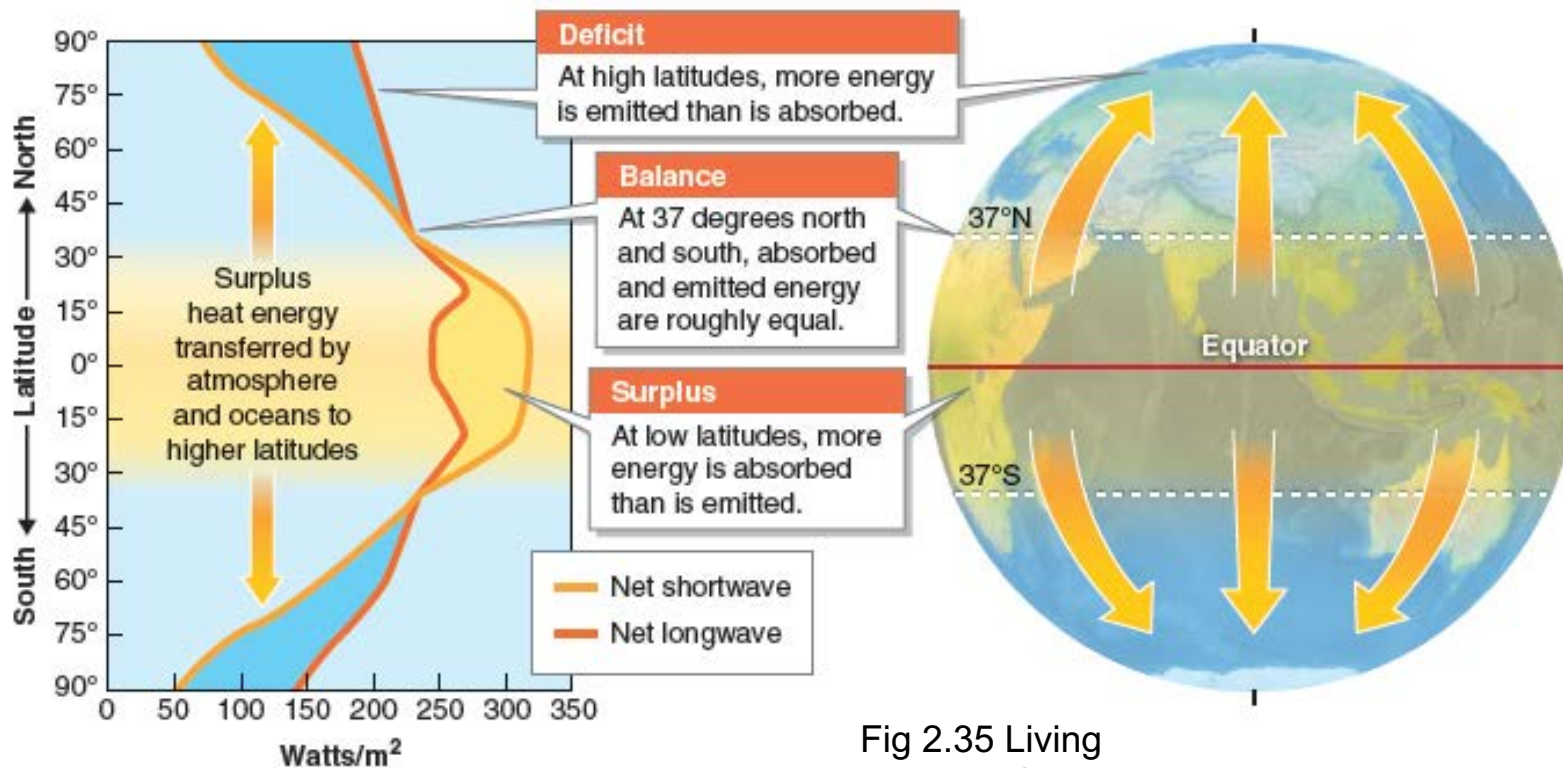 90°
75°
60°
45°
30°
15°
0°
15°
30°
45°
60°
75°
90°
South
Latitude
North
Surplus
heat energy
transferred by
atmosphere
and oceans to
higher latitudes
0 50 100 150 200 250 300 350
Watts/m²
Deficit
At high latitudes, more energy
is emitted than is absorbed.
Balance
At 37 degrees north
and south, absorbed
and emitted energy
are roughly equal.
Surplus
At low latitudes, more
energy is absorbed
than is emitted.
Net shortwave
Net longwave
37°N
Equator
37°S
Fig 2.35 Living